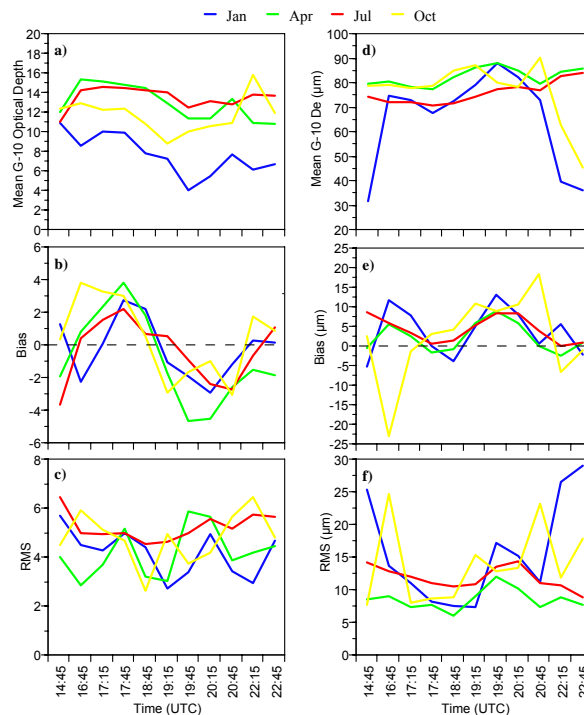 Jan Apr Jul Oct
a)
Mean G-10 Optical Depth
20
18
16
14
12
10
8
6
4
2
0
d)
Mean G-10 De (µm)
100
90
80
70
60
50
40
30
20
b)
Bias
6
4
2
0
-2
-4
-6
e)
Bias (µm)
25
20
15
10
5
0
-5
-10
-15
-20
-25
c)
RMS
8
6
4
2
0
f)
RMS (µm)
30
25
20
15
10
5
0
14:45 16:45 17:15 17:45 18:45 19:15 19:45 20:15 20:45 22:15 22:45
Time (UTC)
14:45 16:45 17:15 17:45 18:45 19:15 19:45 20:15 20:45 22:15 22:45
Time (UTC)